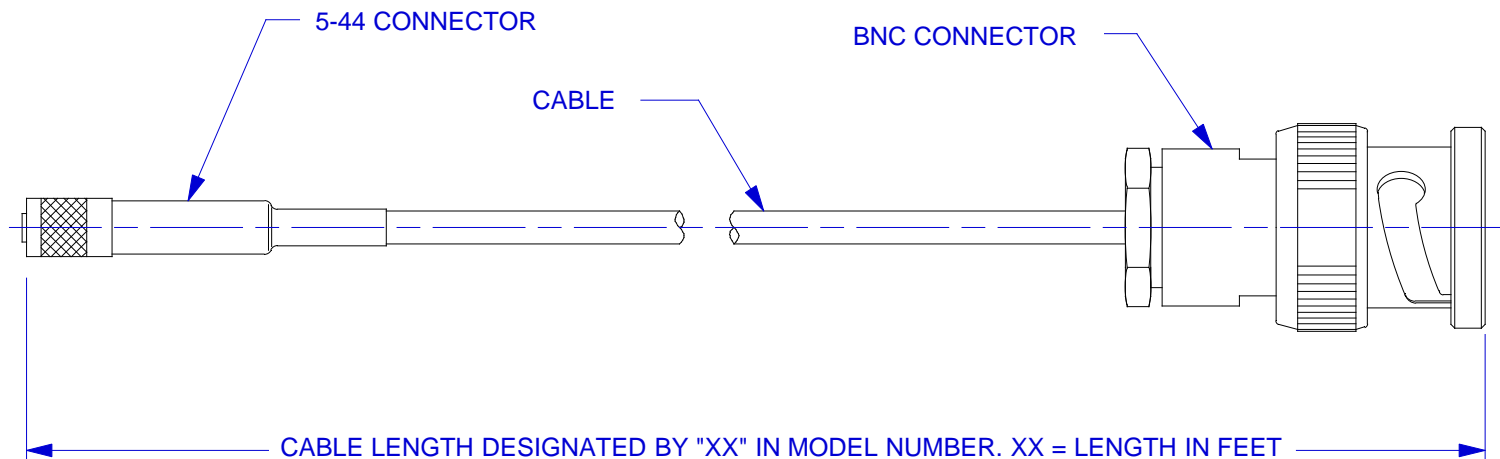 5-44 CONNECTOR
BNC CONNECTOR
CABLE
CABLE LENGTH DESIGNATED BY "XX" IN MODEL NUMBER. XX = LENGTH IN FEET